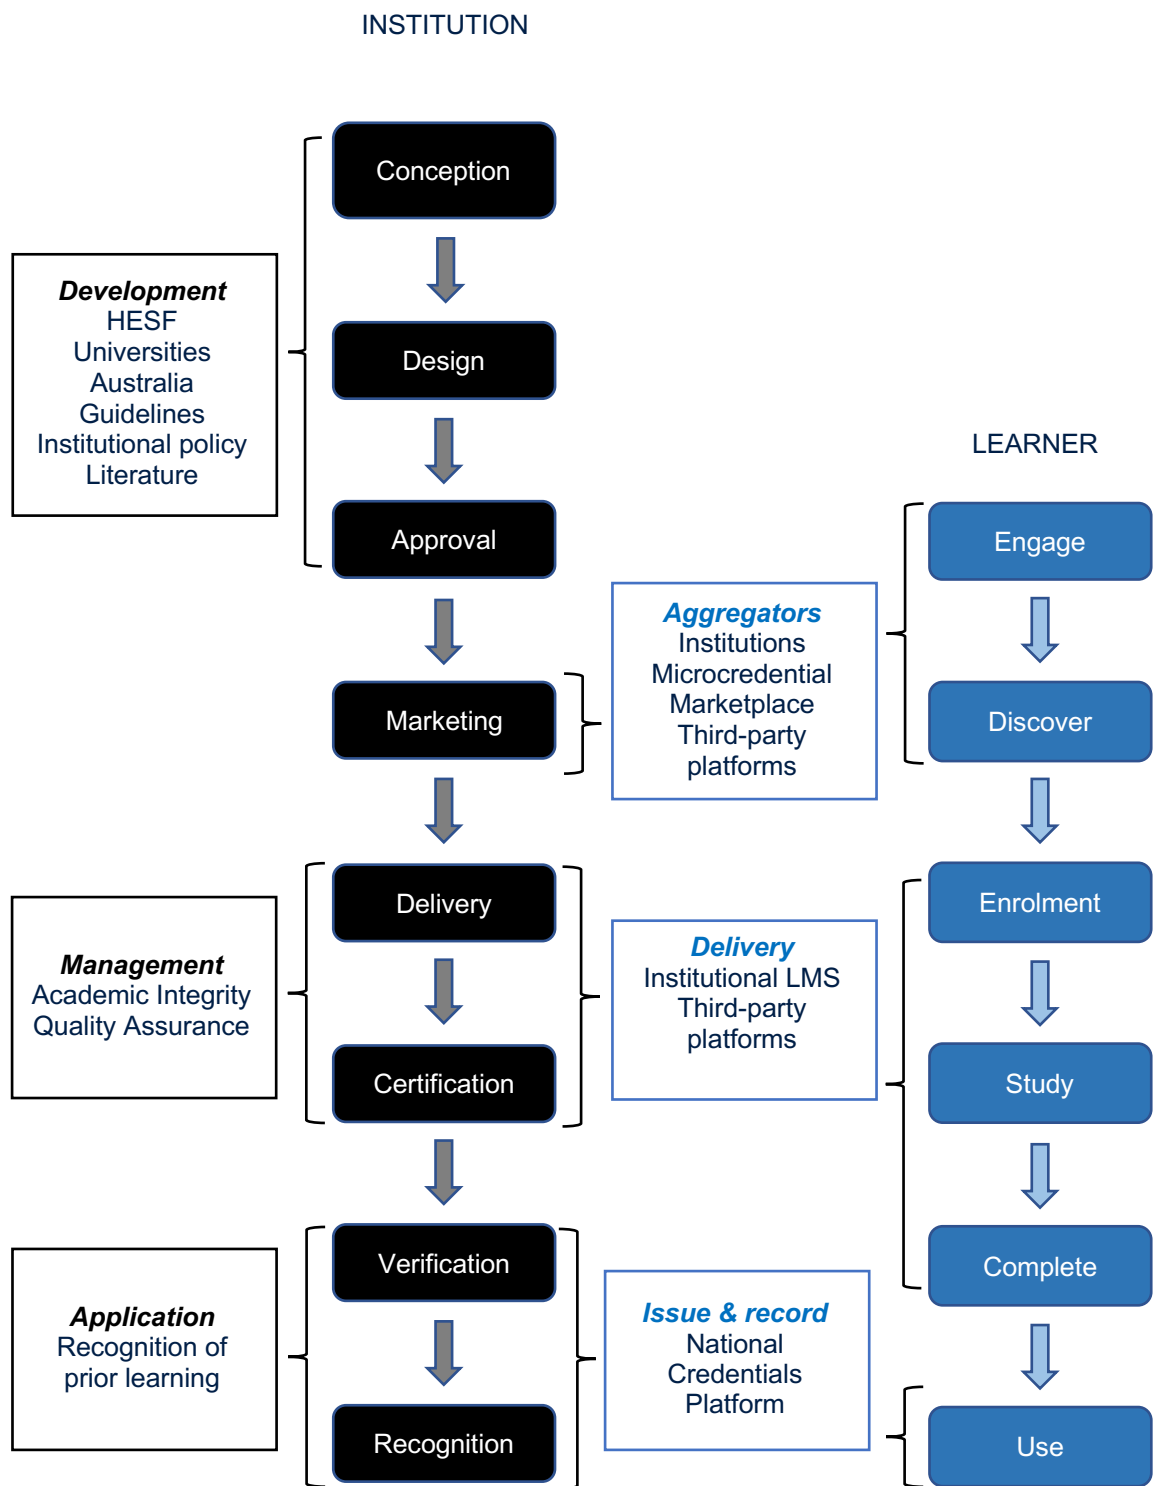 INSTITUTION
Conception
Development
HESF
Universities
Australia
Guidelines
Institutional policy
Literature
Design
Approval
Marketing
Delivery
Certification
Management
Academic Integrity
Quality Assurance
Verification
Recognition
Application
Recognition of
prior learning
Aggregators
Institutions
Microcredential
Marketplace
Third-party
platforms
Delivery
Institutional LMS
Third-party
platforms
Issue & record
National
Credentials
Platform
LEARNER
Engage
Discover
Enrolment
Study
Complete
Use